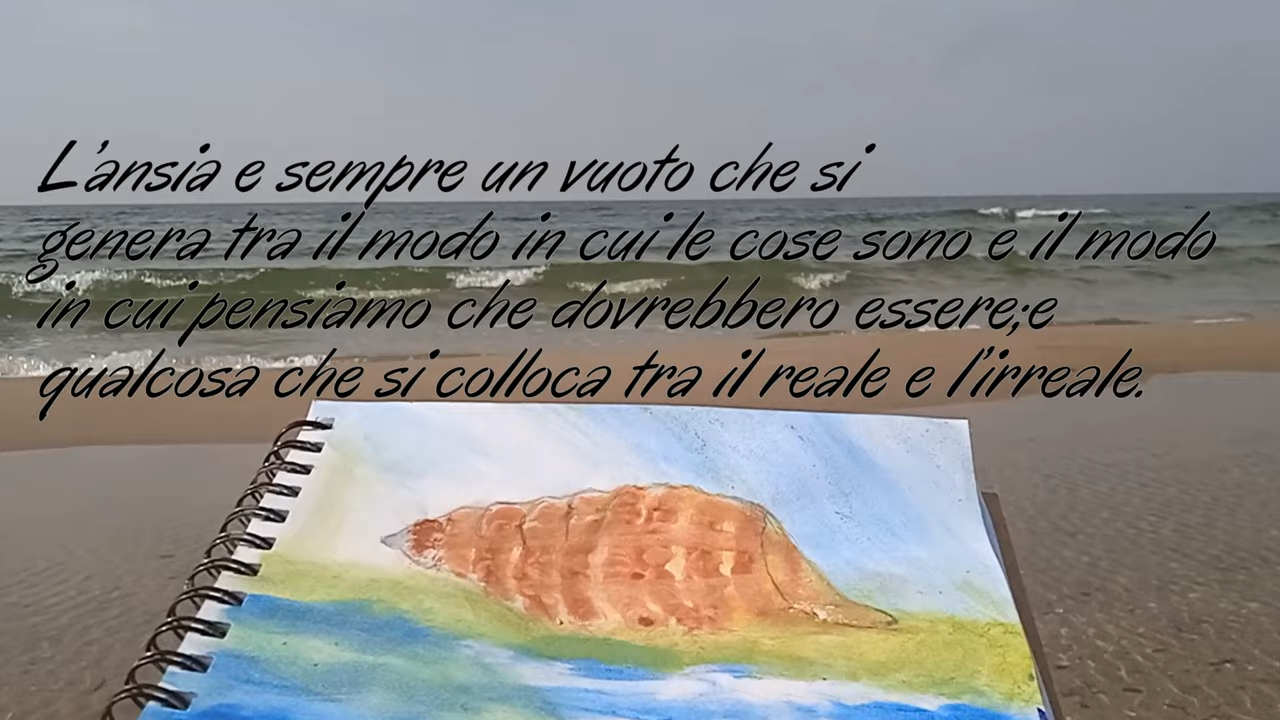 L'ansia e sempre un vuoto che si
genera tra il modo in cui le cose sono e il modo
in cui pensiamo che dovrebbero essere;e
qualcosa che si colloca tra il reale e l'irreale.